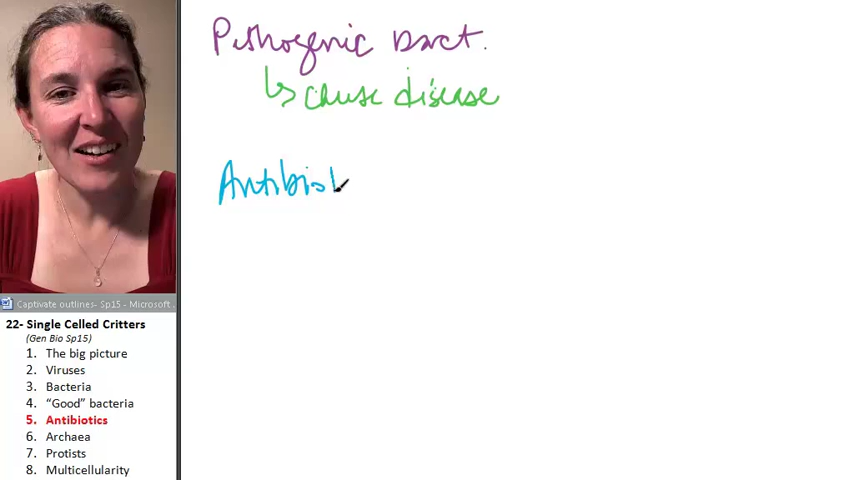 Pathogenic Bact.
↳ cause disease
Antibiot
Captivate outlines- Sp15 - Microsoft .
22- Single Celled Critters
(Gen Bio Sp15)
1. The big picture
2. Viruses
3. Bacteria
4. “Good” bacteria
5. Antibiotics
6. Archaea
7. Protists
8. Multicellularity